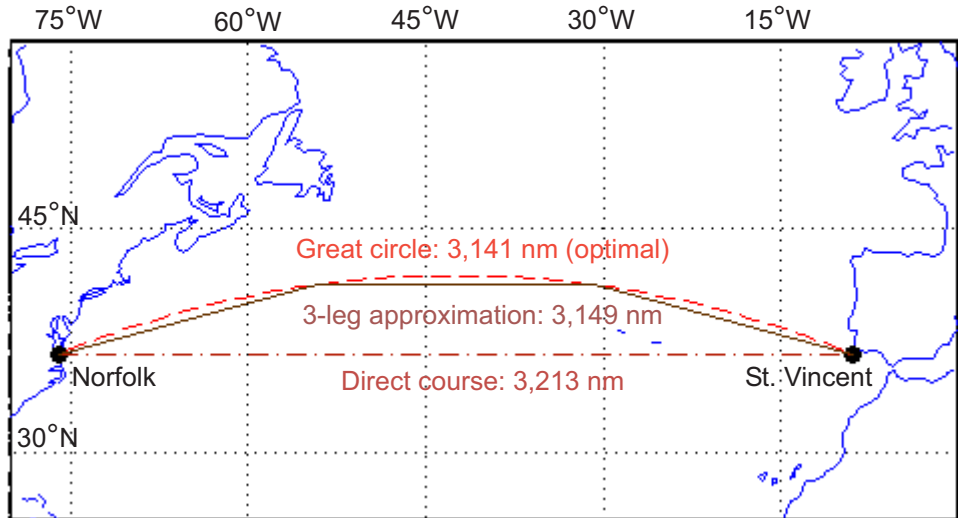 75°W 60°W 45°W 30°W 15°W
45°N
Great circle: 3,141 nm (optimal)
3-leg approximation: 3,149 nm
Norfolk
Direct course: 3,213 nm
St. Vincent
30°N